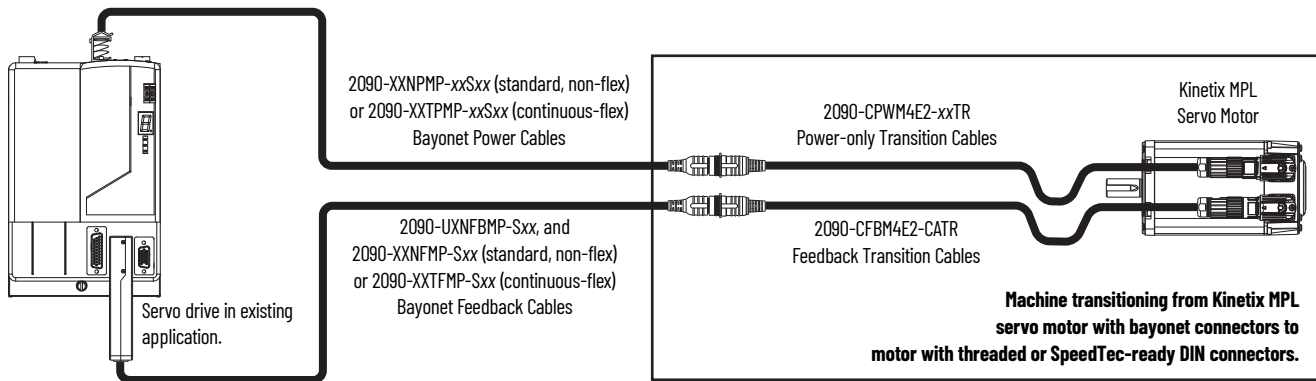 2090-XXNPMP-xxSxx (standard, non-flex)
or 2090-XXTPMP-xxSxx (continuous-flex)
Bayonet Power Cables
2090-CPWM4E2-xxTR
Power-only Transition Cables
Kinetix MPL
Servo Motor
2090-UXNFBMP-Sxx, and
2090-XXNFMP-Sxx (standard, non-flex)
or 2090-XXTFMP-Sxx (continuous-flex)
Bayonet Feedback Cables
2090-CFBM4E2-CATR
Feedback Transition Cables
Servo drive in existing
application.
Machine transitioning from Kinetix MPL
servo motor with bayonet connectors to
motor with threaded or SpeedTec-ready DIN connectors.